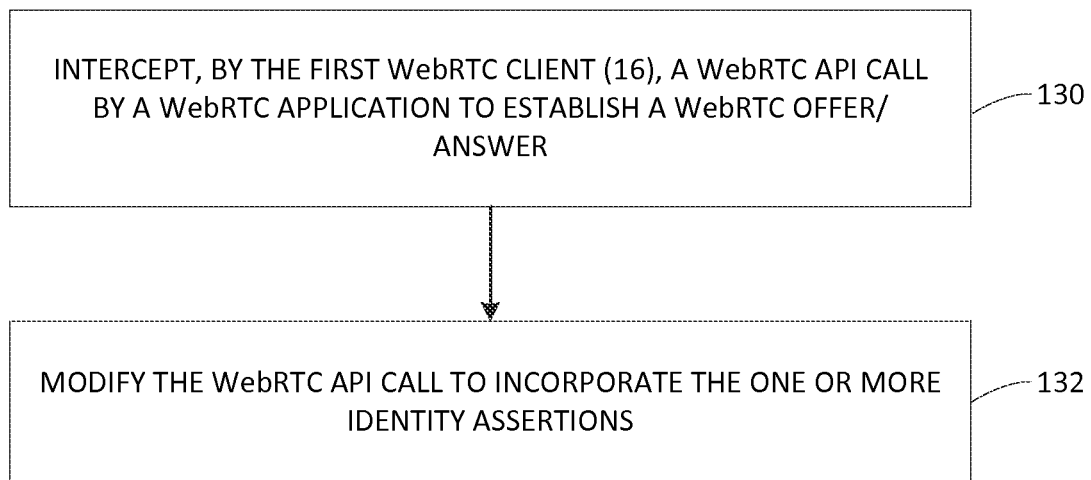 INTERCEPT, BY THE FIRST WebRTC CLIENT (16), A WebRTC API CALL
BY A WebRTC APPLICATION TO ESTABLISH A WebRTC OFFER/
ANSWER
130
MODIFY THE WebRTC API CALL TO INCORPORATE THE ONE OR MORE
IDENTITY ASSERTIONS
132